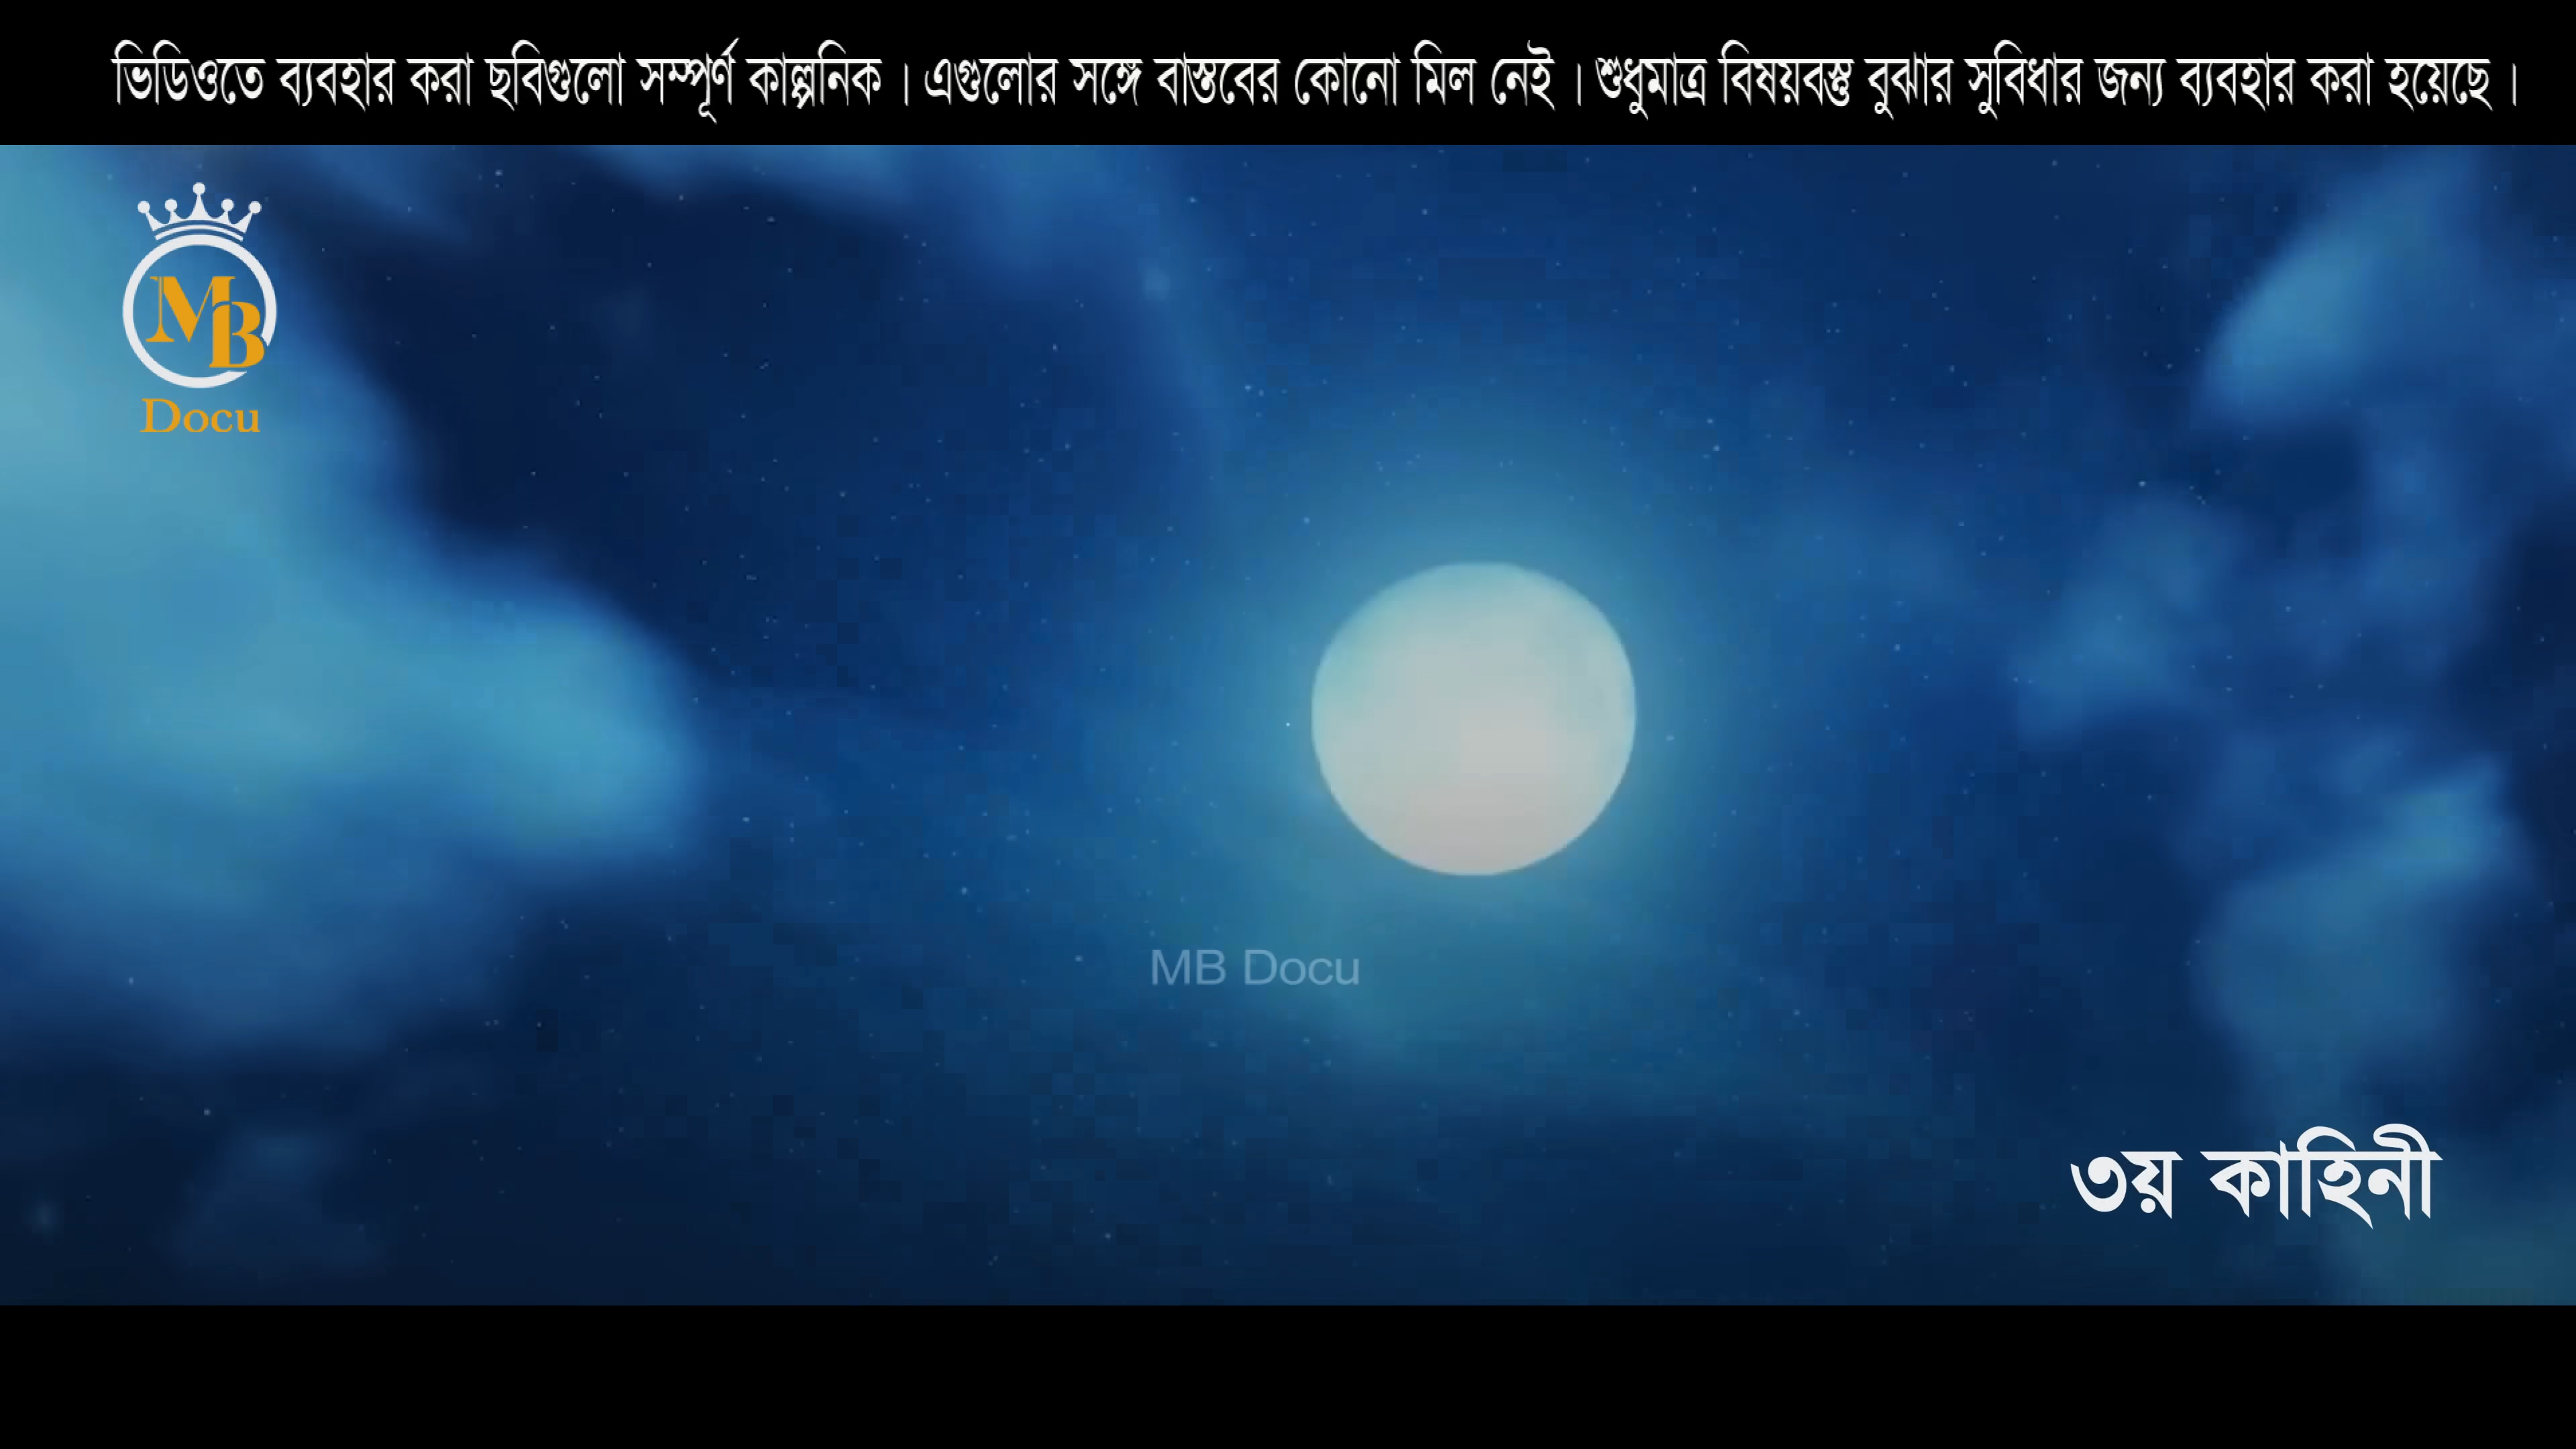 ভিডিওতে ব্যবহার করা ছবিগুলো সম্পূর্ণ কাল্পনিক । এগুলোর সঙ্গে বাস্তবের কোনো মিল নেই । শুধুমাত্র বিষয়বস্তু বুঝার সুবিধার জন্য ব্যবহার করা হয়েছে ।
MB
Docu
MB Docu
৩য় কাহিনী